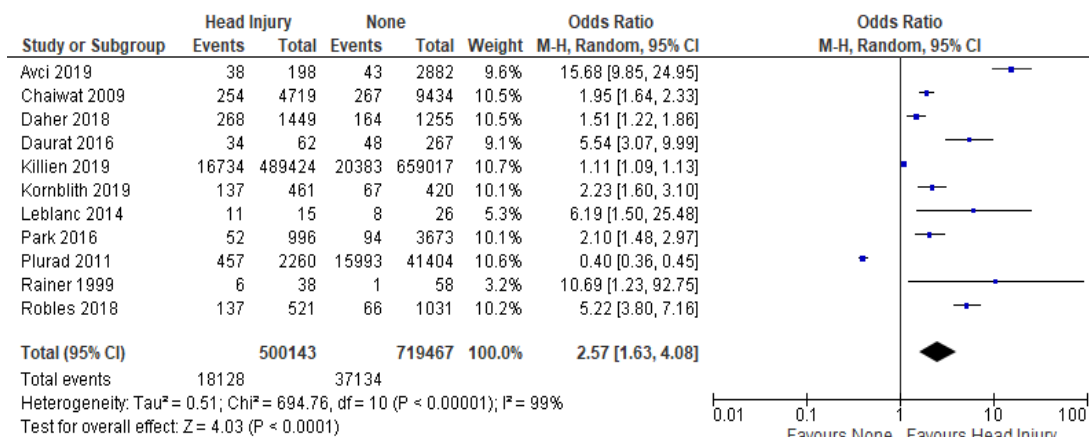 Head Injury None Odds Ratio Odds Ratio
Study or Subgroup Events Total Events Total Weight M-H, Random, 95% CI M-H, Random, 95% CI
Avci 2019 38 198 43 2882 9.6% 15.68 [9.85, 24.95]
Chaiwat 2009 254 4719 267 9434 10.5% 1.95 [1.64, 2.33]
Daher 2018 268 1449 164 1255 10.5% 1.51 [1.22, 1.86]
Daurat 2016 34 62 48 267 9.1% 5.54 [3.07, 9.99]
Killien 2019 16734 489424 20383 659017 10.7% 1.11 [1.09, 1.13]
Kornblith 2019 137 461 67 420 10.2% 2.23 [1.60, 3.10]
Leblanc 2014 11 15 8 26 5.3% 6.19 [1.50, 25.48]
Park 2016 52 996 94 3673 10.1% 2.10 [1.48, 2.97]
Plurad 2011 457 2260 15993 41404 10.6% 0.40 [0.36, 0.45]
Rainer 1999 6 38 1 58 3.2% 10.69 [1.23, 92.75]
Robles 2018 137 521 66 1031 10.2% 5.22 [3.80, 7.16]
Total (95% CI) 500143 719467 100.0% 2.57 [1.63, 4.08]
Total events 18128 37134
Heterogeneity: Tau² = 0.51; Chi² = 694.76, df = 10 (P < 0.00001); I² = 99%
Test for overall effect: Z = 4.03 (P < 0.0001)
0.01 0.1 1 10 100
Favours None Favours Head Injury